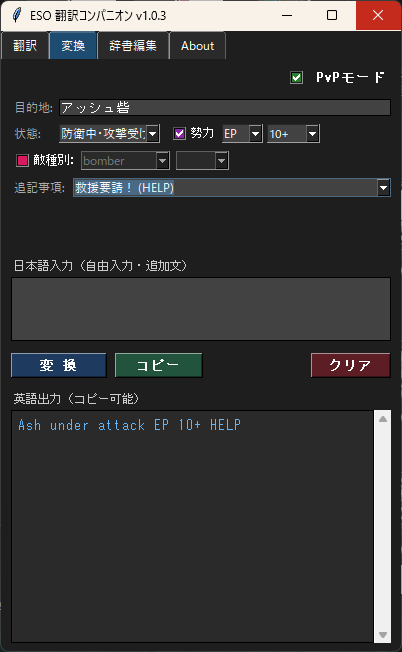 ESO 翻訳コンパニオン v1.0.3
翻訳 変換 辞書編集 About
PvPモード
目的地: アッシュ砦
状態: 防衛中・攻撃受け 勢力 EP 10+
敵種別: bomber
追記事項: 救援要請！ (HELP)
日本語入力（自由入力・追加文）
変 換 コピー クリア
英語出力（コピー可能）
Ash under attack EP 10+ HELP